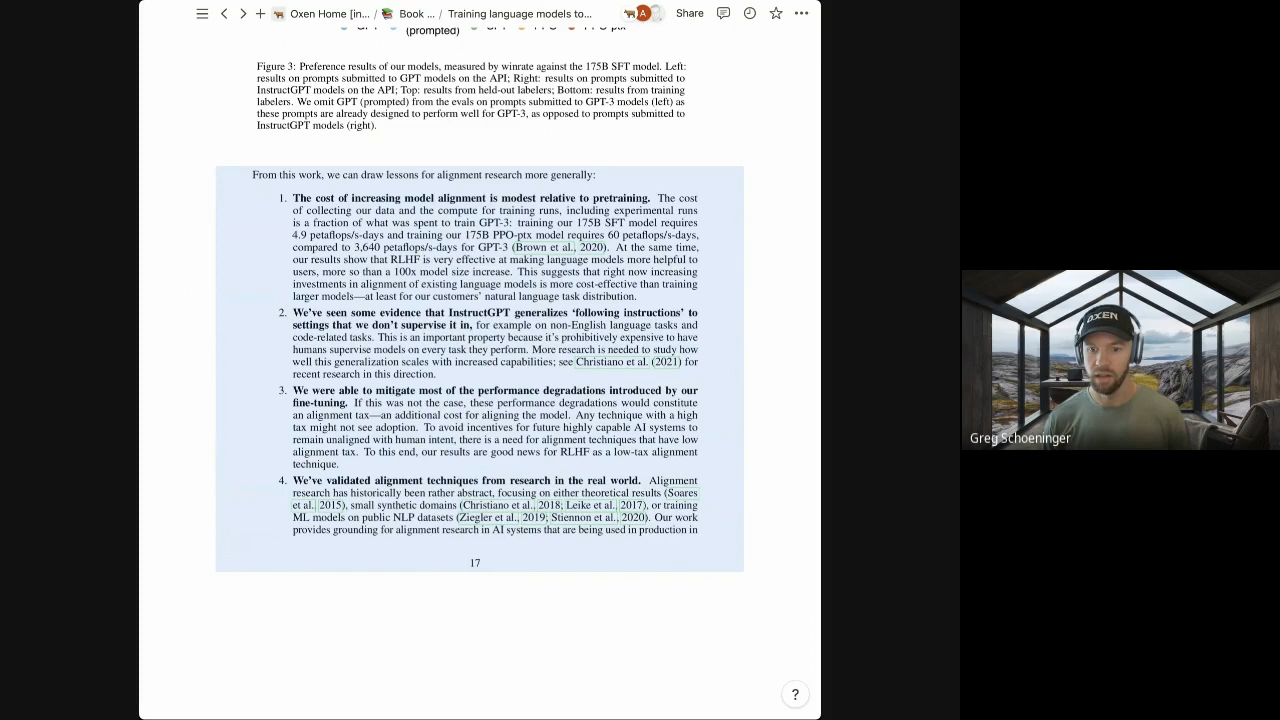 Oxen Home [in... / Book ... / Training language models to...
A
Share
(prompted)
Figure 3: Preference results of our models, measured by winrate against the 175B SFT model. Left:
results on prompts submitted to GPT models on the API; Right: results on prompts submitted to
InstructGPT models on the API; Top: results from held-out labelers; Bottom: results from training
labelers. We omit GPT (prompted) from the evals on prompts submitted to GPT-3 models (left) as
these prompts are already designed to perform well for GPT-3, as opposed to prompts submitted to
InstructGPT models (right).
From this work, we can draw lessons for alignment research more generally:
1. The cost of increasing model alignment is modest relative to pretraining. The cost
of collecting our data and the compute for training runs, including experimental runs
is a fraction of what was spent to train GPT-3: training our 175B SFT model requires
4.9 petaflops/s-days and training our 175B PPO-ptx model requires 60 petaflops/s-days,
compared to 3,640 petaflops/s-days for GPT-3 (Brown et al., 2020). At the same time,
our results show that RLHF is very effective at making language models more helpful to
users, more so than a 100x model size increase. This suggests that right now increasing
investments in alignment of existing language models is more cost-effective than training
larger models—at least for our customers' natural language task distribution.
2. We've seen some evidence that InstructGPT generalizes 'following instructions' to
settings that we don't supervise it in, for example on non-English language tasks and
code-related tasks. This is an important property because it's prohibitively expensive to have
humans supervise models on every task they perform. More research is needed to study how
well this generalization scales with increased capabilities; see Christiano et al. (2021) for
recent research in this direction.
3. We were able to mitigate most of the performance degradations introduced by our
fine-tuning. If this was not the case, these performance degradations would constitute
an alignment tax—an additional cost for aligning the model. Any technique with a high
tax might not see adoption. To avoid incentives for future highly capable AI systems to
remain unaligned with human intent, there is a need for alignment techniques that have low
alignment tax. To this end, our results are good news for RLHF as a low-tax alignment
technique.
4. We've validated alignment techniques from research in the real world. Alignment
research has historically been rather abstract, focusing on either theoretical results (Soares
et al., 2015), small synthetic domains (Christiano et al., 2018; Leike et al., 2017), or training
ML models on public NLP datasets (Ziegler et al., 2019; Stiennon et al., 2020). Our work
provides grounding for alignment research in AI systems that are being used in production in
17
?
OXEN
Greg Schoeninger